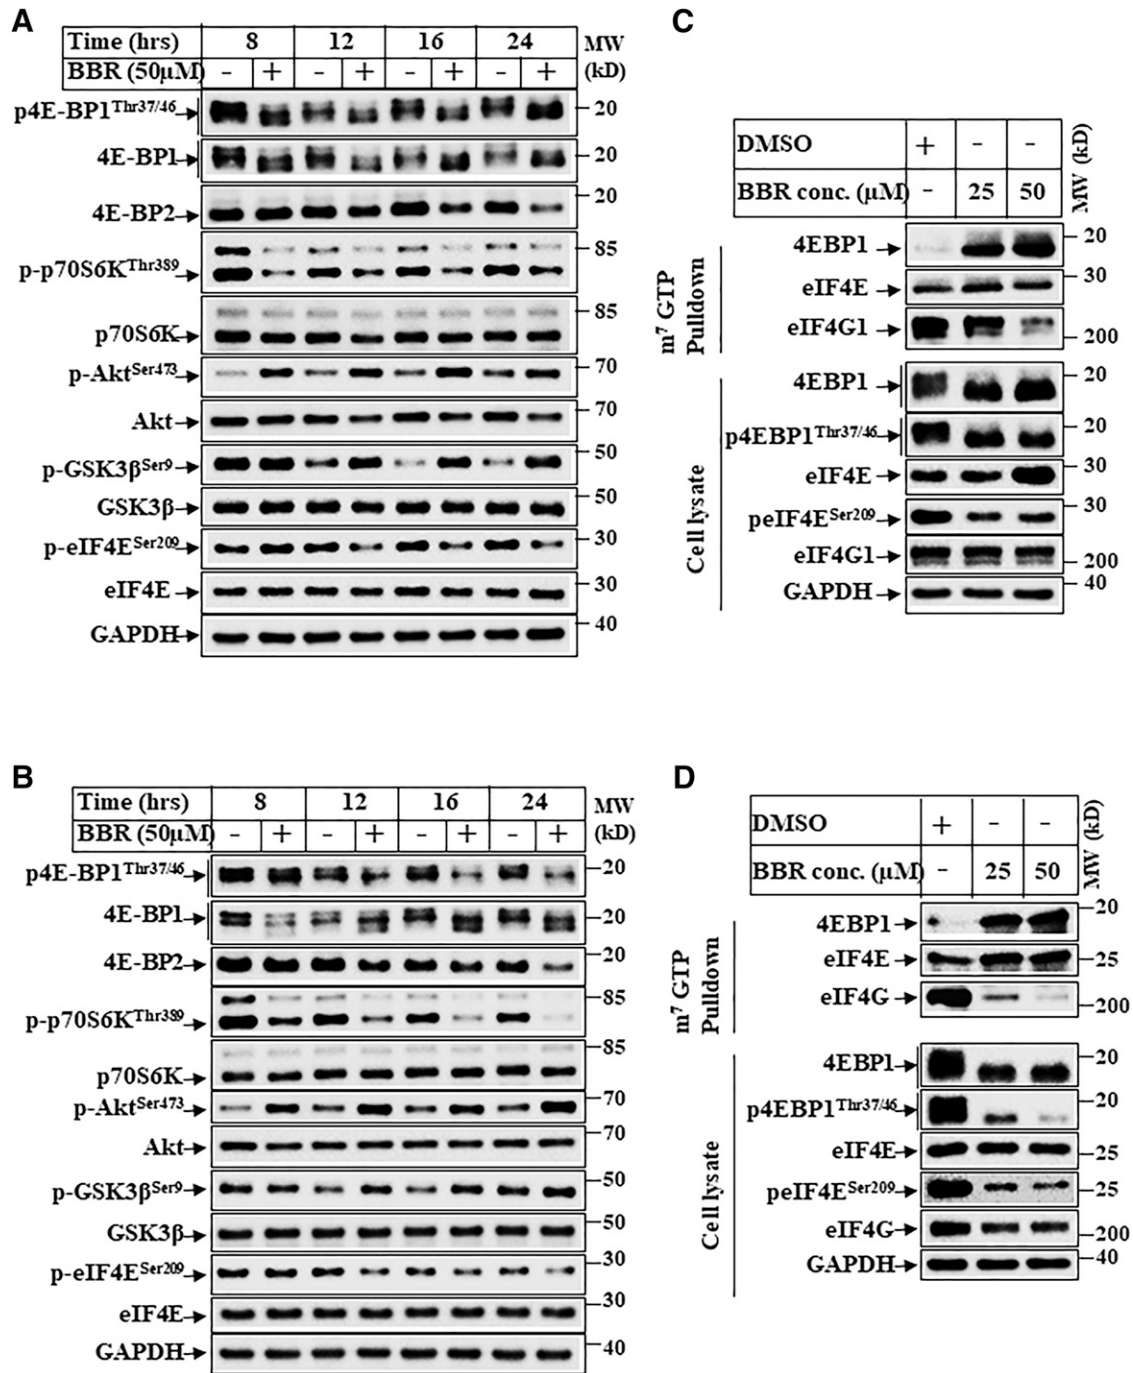 A
Time (hrs) 8 12 16 24 MW
BBR (50μM) - + - + - + - + (kD)
p4E-BP1Thr37/46 20
4E-BP1 20
4E-BP2 20
p-p70S6KThr389 85
p70S6K 85
p-AktSer473 70
Akt 70
p-GSK3βSer9 50
GSK3β 50
p-eIF4ESer209 30
eIF4E 30
GAPDH 40
C
DMSO + - - MW (kD)
BBR conc. (μM) - 25 50
m7 GTP
Pulldown
4EBP1 20
eIF4E 30
eIF4G1 200
Cell lysate
4EBP1 20
p4EBP1Thr37/46 20
eIF4E 30
peIF4ESer209 30
eIF4G1 200
GAPDH 40
B
Time (hrs) 8 12 16 24 MW
BBR (50μM) - + - + - + - + (kD)
p4E-BP1Thr37/46 20
4E-BP1 20
4E-BP2 20
p-p70S6KThr389 85
p70S6K 85
p-AktSer473 70
Akt 70
p-GSK3βSer9 50
GSK3β 50
p-eIF4ESer209 30
eIF4E 30
GAPDH 40
D
DMSO + - - MW (kD)
BBR conc. (μM) - 25 50
m7 GTP
Pulldown
4EBP1 20
eIF4E 25
eIF4G 200
Cell lysate
4EBP1 20
p4EBP1Thr37/46 20
eIF4E 25
peIF4ESer209 25
eIF4G 200
GAPDH 40